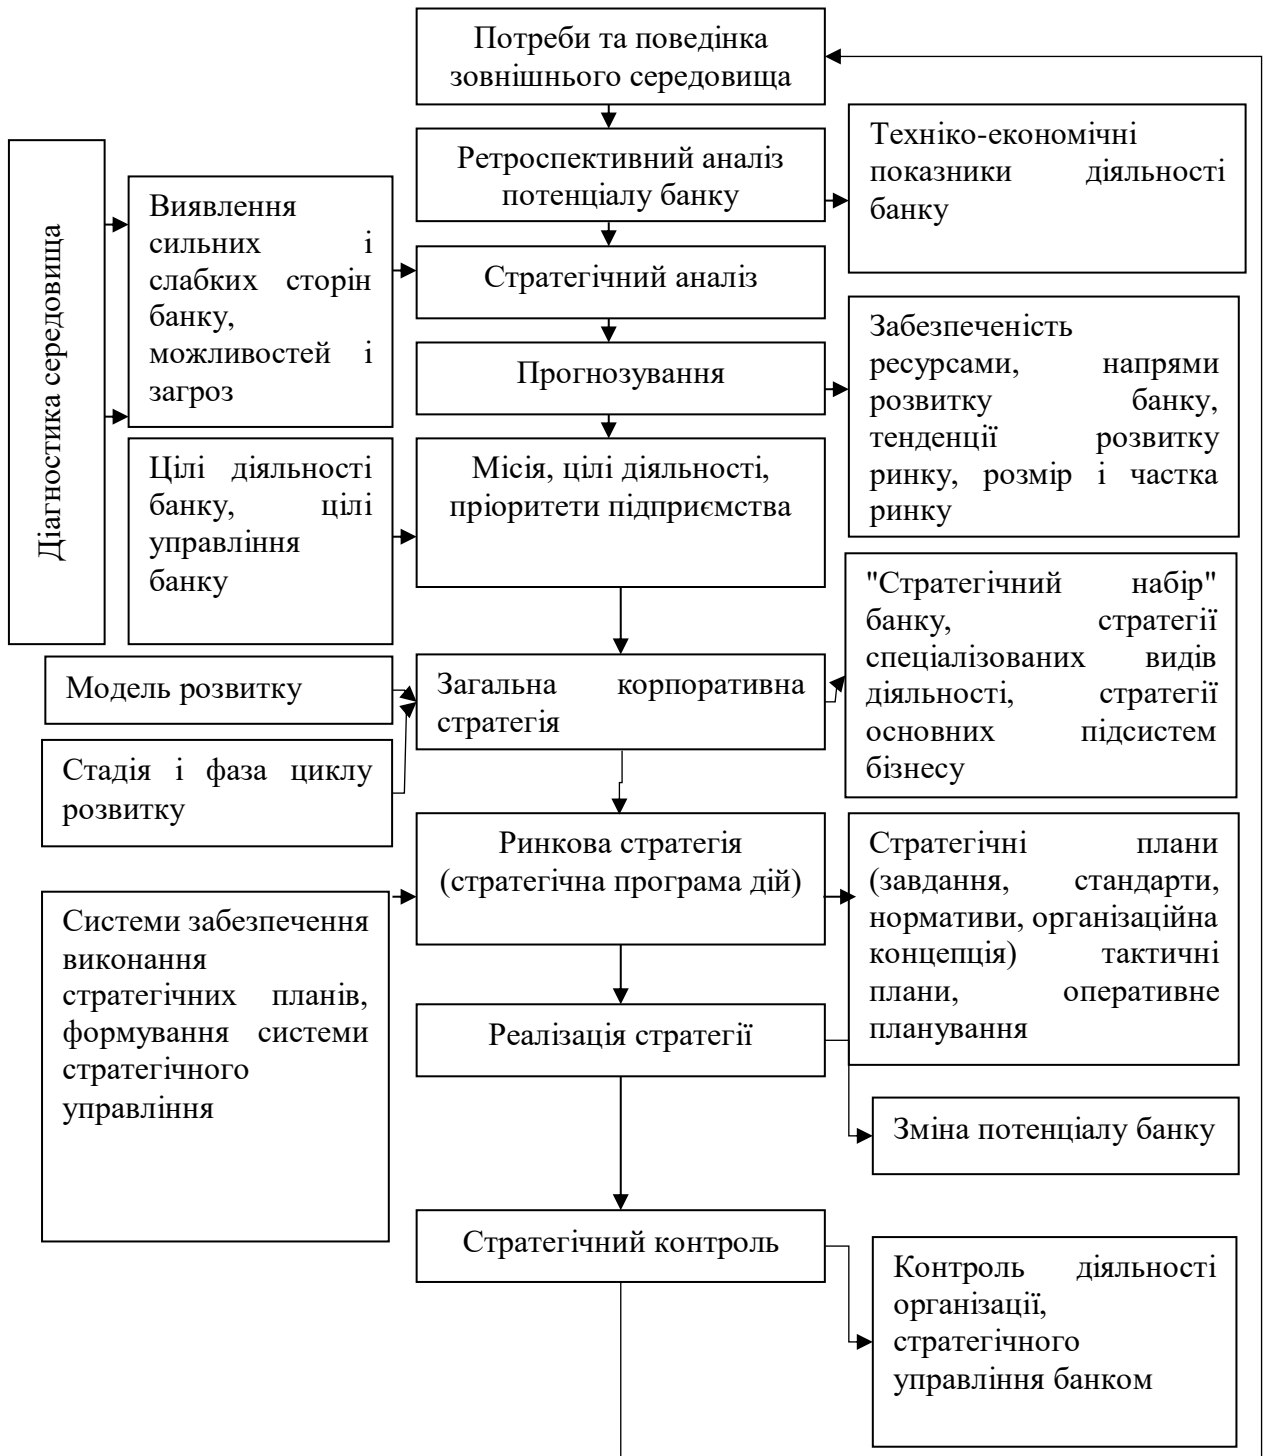 Потреби та поведінка
зовнішнього середовища
Ретроспективний аналіз
потенціалу банку
Техніко-економічні
показники діяльності
банку
Діагностика середовища
Виявлення
сильних і
слабких сторін
банку,
можливостей і
загроз
Стратегічний аналіз
Прогнозування
Забезпеченість
ресурсами, напрями
розвитку банку,
тенденції розвитку
ринку, розмір і частка
ринку
Цілі діяльності
банку, цілі
управління
банку
Місія, цілі діяльності,
пріоритети підприємства
"Стратегічний набір"
банку, стратегії
спеціалізованих видів
діяльності, стратегії
основних підсистем
бізнесу
Модель розвитку
Загальна корпоративна
стратегія
Стадія і фаза циклу
розвитку
Ринкова стратегія
(стратегічна програма дій)
Стратегічні плани
(завдання, стандарти,
нормативи, організаційна
концепція) тактичні
плани, оперативне
планування
Системи забезпечення
виконання
стратегічних планів,
формування системи
стратегічного
управління
Реалізація стратегії
Зміна потенціалу банку
Стратегічний контроль
Контроль діяльності
організації,
стратегічного
управління банком